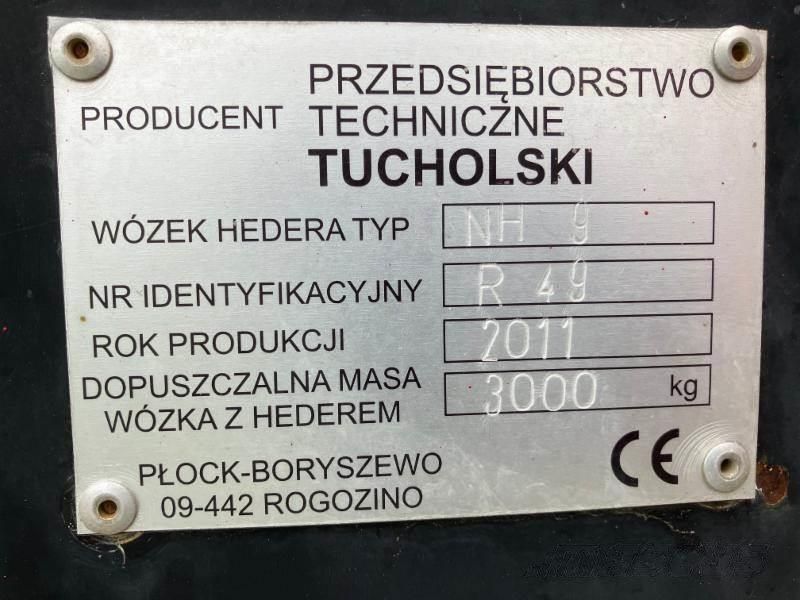 PRODUCENT PRZEDSIĘBIORSTWO
TECHNICZNE
TUCHOLSKI
WÓZEK HEDERA TYP NH 9
NR IDENTYFIKACYJNY R 49
ROK PRODUKCJI 2011
DOPUSZCZALNA MASA
WÓZKA Z HEDEREM 3000 kg
PŁOCK-BORYSZEWO
09-442 ROGOZINO
CE